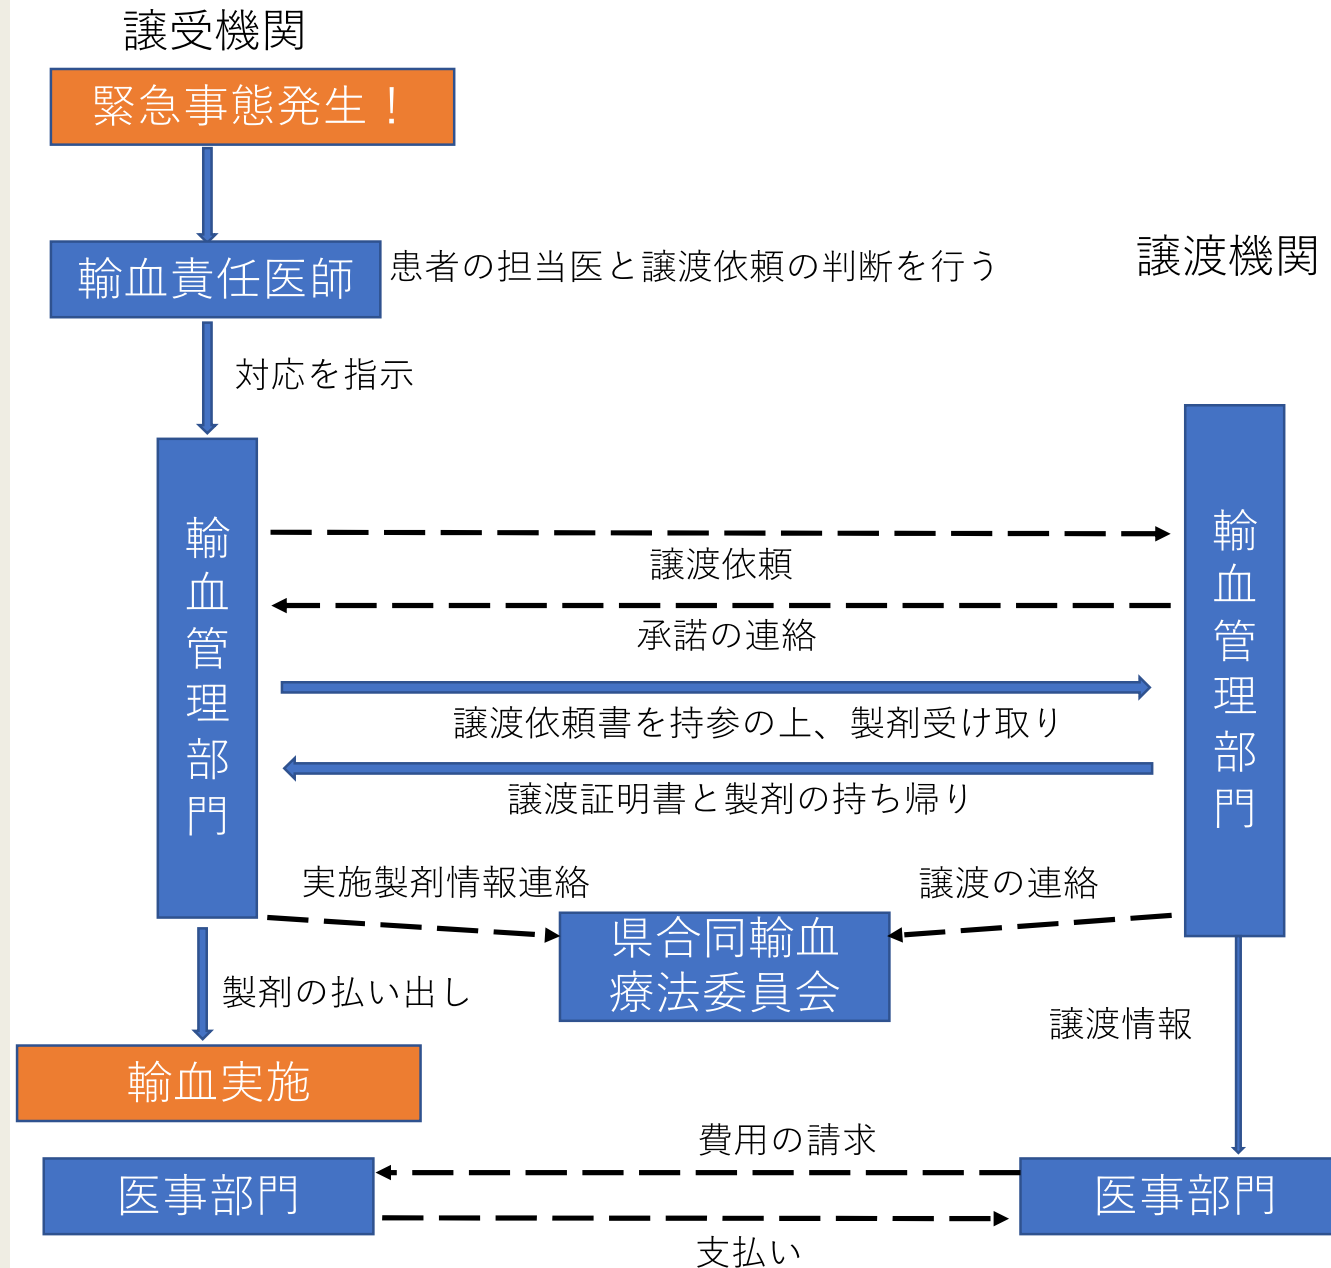 譲受機関
緊急事態発生！
輸血責任医師
患者の担当医と譲渡依頼の判断を行う
譲渡機関
対応を指示
輸血管理部門
輸血管理部門
譲渡依頼
承諾の連絡
譲渡依頼書を持参の上、製剤受け取り
譲渡証明書と製剤の持ち帰り
実施製剤情報連絡
譲渡の連絡
県合同輸血
療法委員会
製剤の払い出し
譲渡情報
輸血実施
費用の請求
医事部門
医事部門
支払い